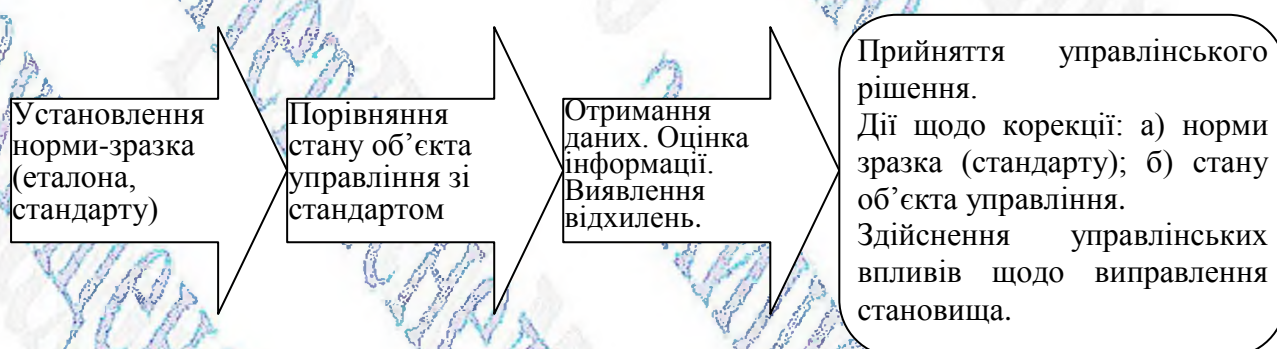 Установлення
норми-зразка
(еталона,
стандарту)
Порівняння
стану об’єкта
управління зі
стандартом
Отримання
даних. Оцінка
інформації.
Виявлення
відхилень.
Прийняття управлінського
рішення.
Дії щодо корекції: а) норми
зразка (стандарту); б) стану
об’єкта управління.
Здійснення управлінських
впливів щодо виправлення
становища.